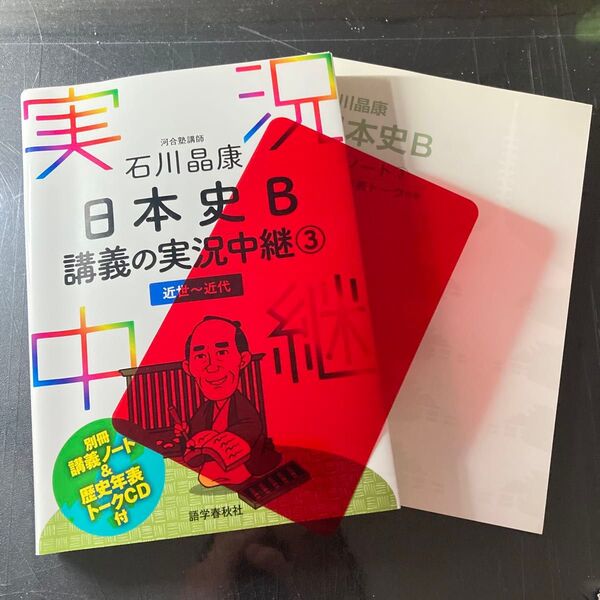 実況
河合塾講師
石川晶康
日本史B
講義の実況中継③
近世～近代
中継
別冊
講義ノート
&
歴史年表
トークCD
付
語学春秋社
川晶康
本史B
ノート